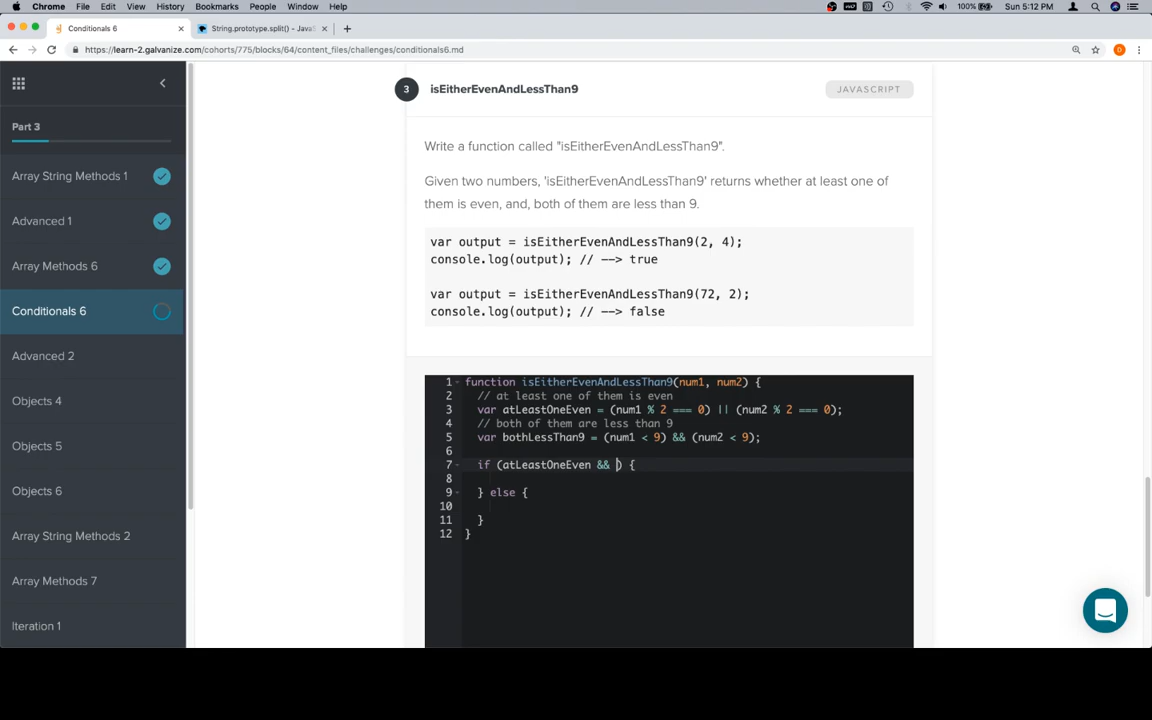 Chrome File Edit View History Bookmarks People Window Help
100% Sun 5:12 PM
Conditionals 6
String.prototype.split() - Java
https://learn-2.galvanize.com/cohorts/775/blocks/64/content_files/challenges/conditionals6.md
Part 3
Array String Methods 1
Advanced 1
Array Methods 6
Conditionals 6
Advanced 2
Objects 4
Objects 5
Objects 6
Array String Methods 2
Array Methods 7
Iteration 1
3 isEitherEvenAndLessThan9 JAVASCRIPT
Write a function called "isEitherEvenAndLessThan9".
Given two numbers, 'isEitherEvenAndLessThan9' returns whether at least one of
them is even, and, both of them are less than 9.
var output = isEitherEvenAndLessThan9(2, 4);
console.log(output); // --> true
var output = isEitherEvenAndLessThan9(72, 2);
console.log(output); // --> false
1 function isEitherEvenAndLessThan9(num1, num2) {
2 // at least one of them is even
3 var atLeastOneEven = (num1 % 2 === 0) || (num2 % 2 === 0);
4 // both of them are less than 9
5 var bothLessThan9 = (num1 < 9) && (num2 < 9);
6
7 if (atLeastOneEven && ) {
8
9 } else {
10
11 }
12 }